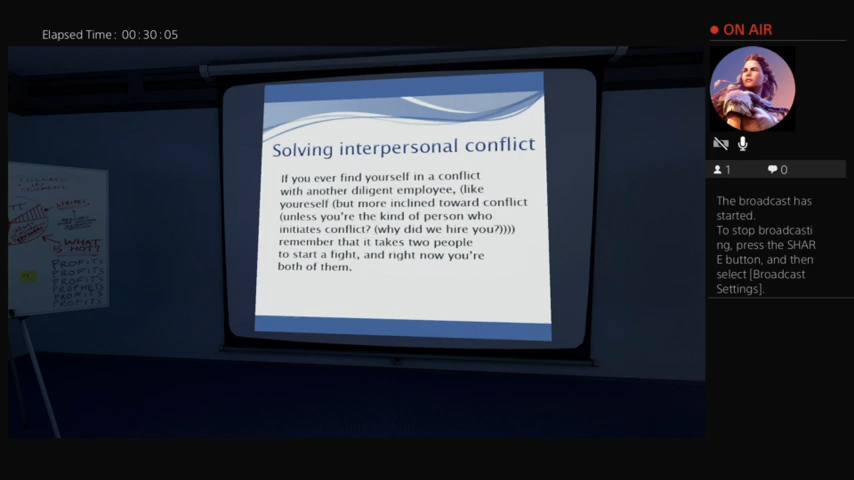 Elapsed Time: 00:30:05
ON AIR
Solving interpersonal conflict
If you ever find yourself in a conflict
with another diligent employee, (like
youreself (but more inclined toward conflict
(unless you're the kind of person who
initiates conflict? (why did we hire you?))))
remember that it takes two people
to start a fight, and right now you're
both of them.
WHAT
IS HOT?
PROFITS
PROFITS
PROFITS
PROPHETS
PROFITS
PROFITS
1
0
The broadcast has
started.
To stop broadcasti
ng, press the SHAR
E button, and then
select [Broadcast
Settings].